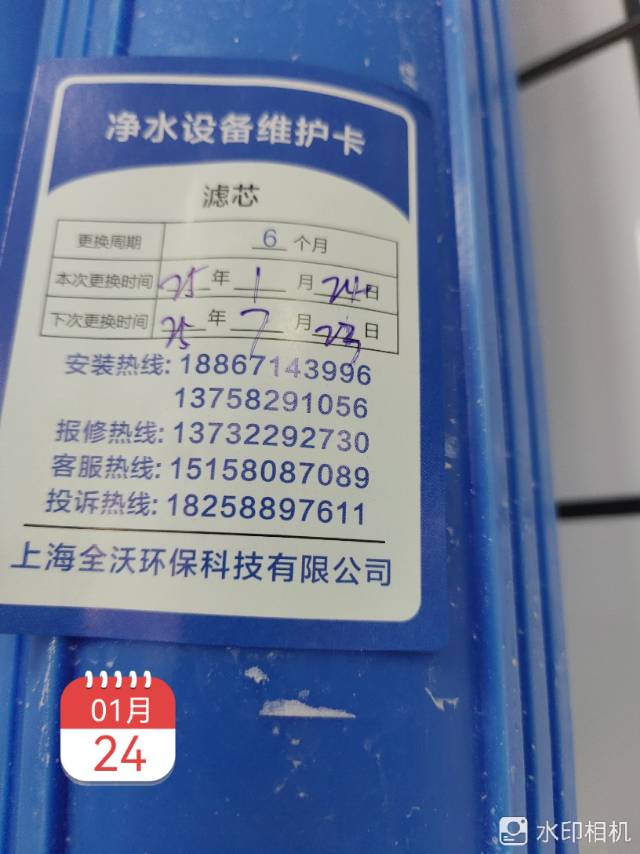 净水设备维护卡
滤芯
更换周期 6 个月
本次更换时间 25 年 1 月 24 日
下次更换时间 25 年 7 月 23 日
安装热线: 18867143996
13758291056
报修热线: 13732292730
客服热线: 15158087089
投诉热线: 18258897611
上海全沃环保科技有限公司
01月
24
水印相机